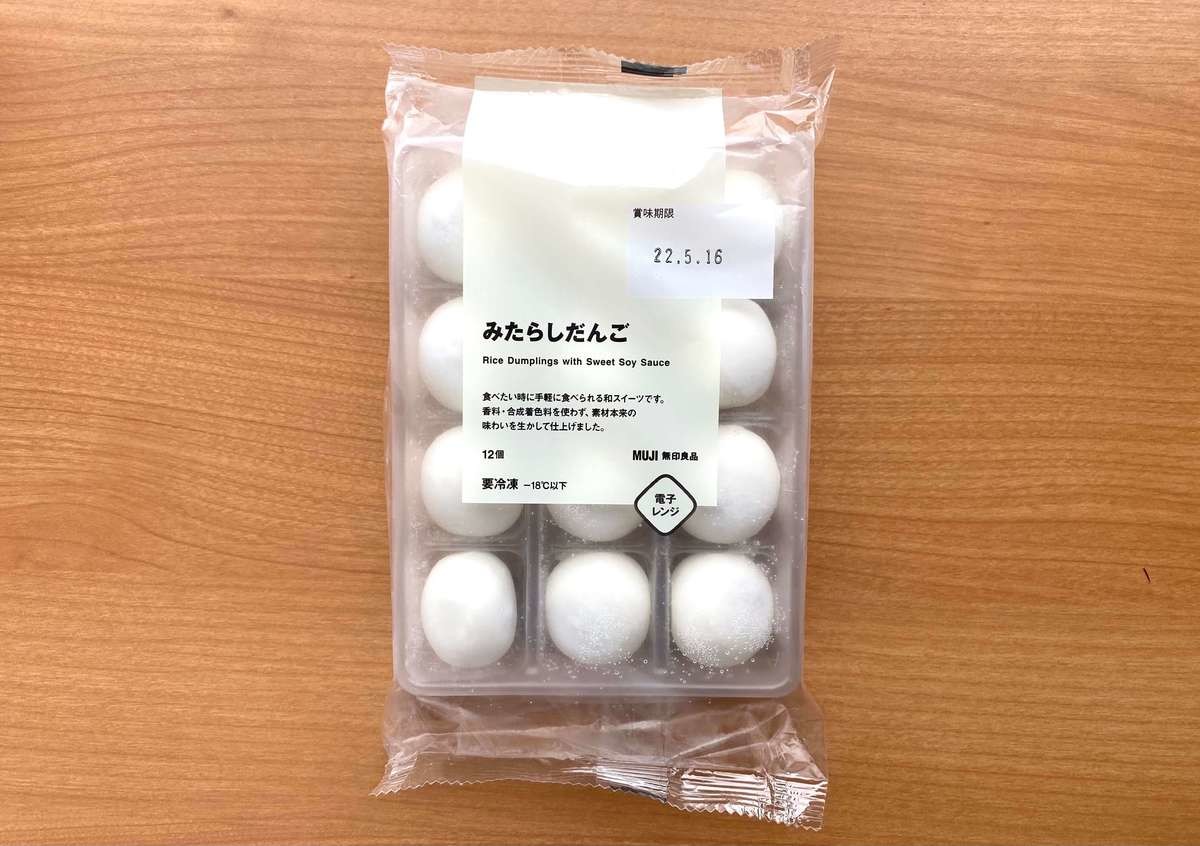 賞味期限
22.5.16
みたらしだんご
Rice Dumplings with Sweet Soy Sauce
食べたい時に手軽に食べられる和スイーツです。
香料・合成着色料を使わず、素材本来の
味わいを生かして仕上げました。
12個
MUJI 無印良品
要冷凍 −18℃以下
電子
レンジ